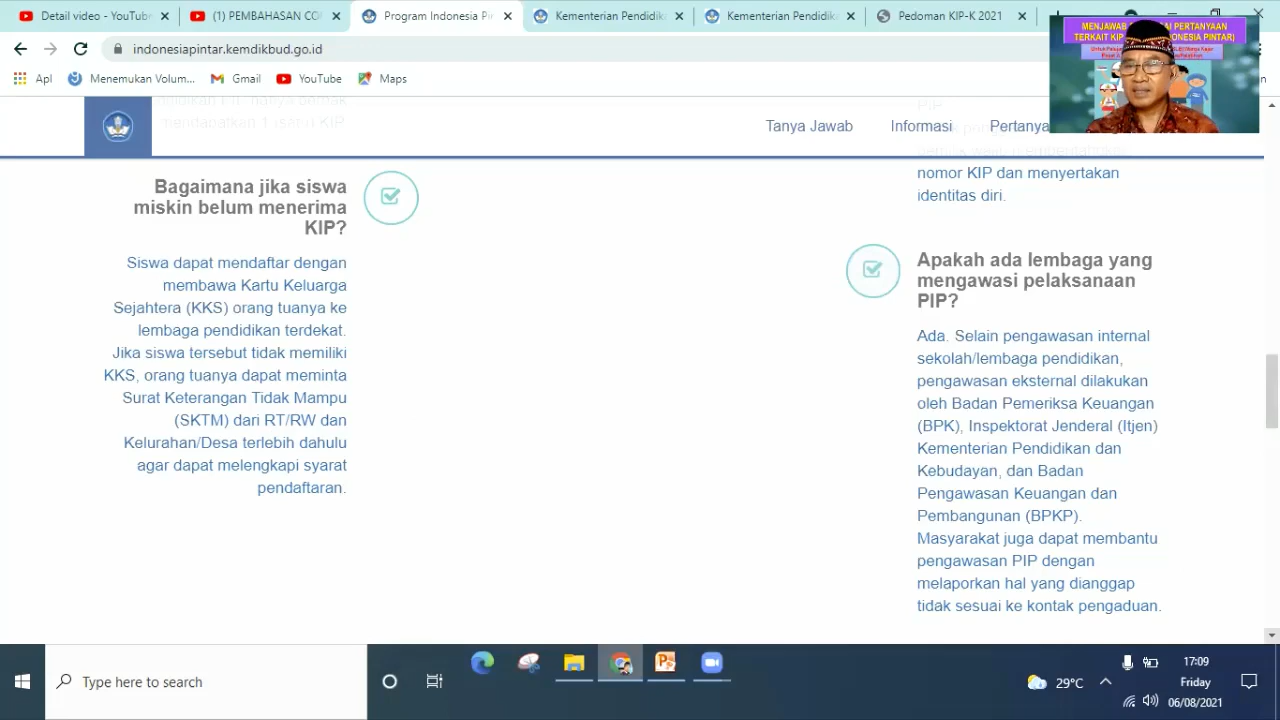 Detail video - YouTube
(1) PEMBAHASAN CO
Program Indonesia Pi
Kementerian Pendidik
Kementerian Pendidika
Pedoman KIP-K 2021
indonesiapintar.kemdikbud.go.id
Apl
Menemukan Volum...
Gmail
YouTube
Maps
MENJAWAB
PERTANYAAN
TERKAIT KIP
INDONESIA PINTAR)
mendapatkan 1
KIP
PIP
Tanya Jawab
Informasi
Pertanya
Bagaimana jika siswa
miskin belum menerima
KIP?
Siswa dapat mendaftar dengan
membawa Kartu Keluarga
Sejahtera (KKS) orang tuanya ke
lembaga pendidikan terdekat.
Jika siswa tersebut tidak memiliki
KKS, orang tuanya dapat meminta
Surat Keterangan Tidak Mampu
(SKTM) dari RT/RW dan
Kelurahan/Desa terlebih dahulu
agar dapat melengkapi syarat
pendaftaran.
nomor KIP dan menyertakan
identitas diri.
Apakah ada lembaga yang
mengawasi pelaksanaan
PIP?
Ada. Selain pengawasan internal
sekolah/lembaga pendidikan,
pengawasan eksternal dilakukan
oleh Badan Pemeriksa Keuangan
(BPK), Inspektorat Jenderal (Itjen)
Kementerian Pendidikan dan
Kebudayan, dan Badan
Pengawasan Keuangan dan
Pembangunan (BPKP).
Masyarakat juga dapat membantu
pengawasan PIP dengan
melaporkan hal yang dianggap
tidak sesuai ke kontak pengaduan.
Type here to search
29°C
17:09
Friday
06/08/2021